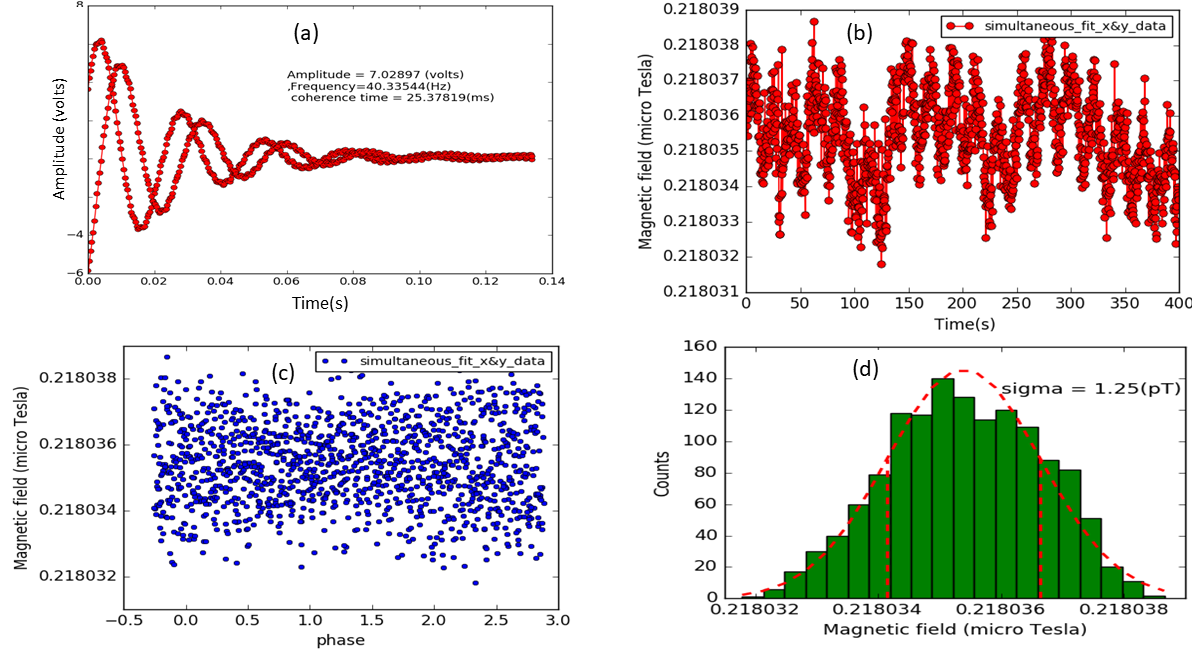 8
(a)
Amplitude = 7.02897 (volts)
,Frequency=40.33544(Hz)
coherence time = 25.37819(ms)
Amplitude (volts)
−4
−6
0.00 0.02 0.04 0.06 0.08 0.10 0.12 0.14
Time(s)
0.218039
0.218038
0.218037
0.218036
0.218035
0.218034
0.218033
0.218032
0.218031
(b)
simultaneous_fit_x&y_data
Magnetic field (micro Tesla)
0 50 100 150 200 250 300 350 400
Time(s)
0.218038
0.218036
0.218034
0.218032
(c)
simultaneous_fit_x&y_data
Magnetic field (micro Tesla)
−0.5 0.0 0.5 1.0 1.5 2.0 2.5 3.0
phase
160
140
120
100
80
60
40
20
0
(d)
sigma = 1.25(pT)
Counts
0.218032 0.218034 0.218036 0.218038
Magnetic field (micro Tesla)